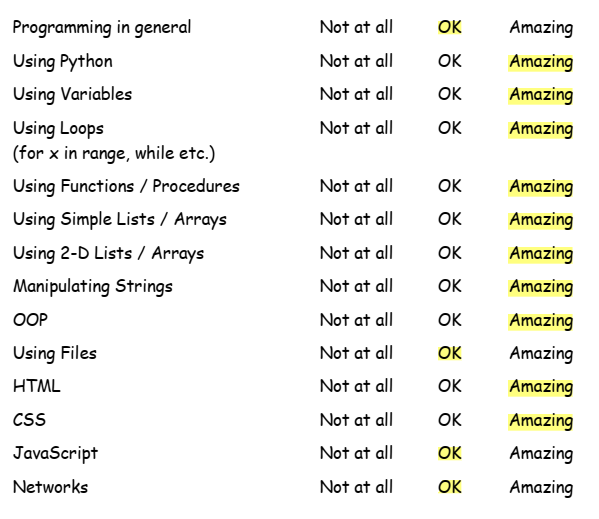 Programming in general Not at all OK Amazing
Using Python Not at all OK Amazing
Using Variables Not at all OK Amazing
Using Loops Not at all OK Amazing
(for x in range, while etc.)
Using Functions / Procedures Not at all OK Amazing
Using Simple Lists / Arrays Not at all OK Amazing
Using 2-D Lists / Arrays Not at all OK Amazing
Manipulating Strings Not at all OK Amazing
OOP Not at all OK Amazing
Using Files Not at all OK Amazing
HTML Not at all OK Amazing
CSS Not at all OK Amazing
JavaScript Not at all OK Amazing
Networks Not at all OK Amazing